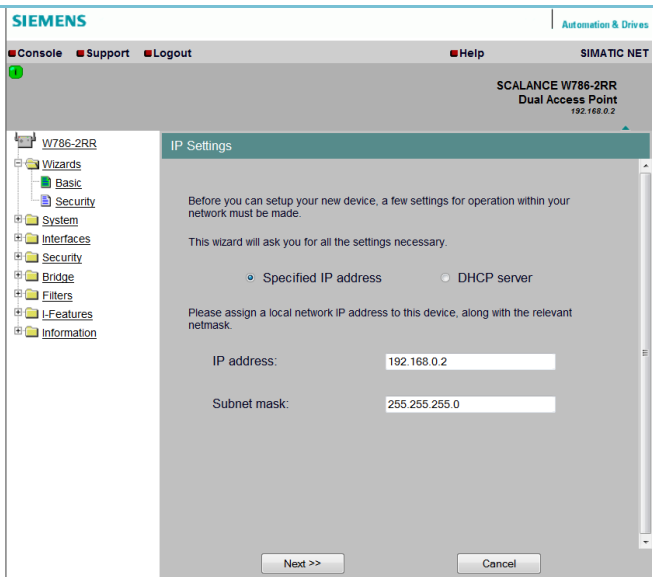 SIEMENS
Automation & Drives
Console Support Logout Help SIMATIC NET
SCALANCE W786-2RR
Dual Access Point
192.168.0.2
W786-2RR
Wizards
Basic
Security
System
Interfaces
Security
Bridge
Filters
I-Features
Information
IP Settings
Before you can setup your new device, a few settings for operation within your
network must be made.
This wizard will ask you for all the settings necessary.
Specified IP address DHCP server
Please assign a local network IP address to this device, along with the relevant
netmask.
IP address: 192.168.0.2
Subnet mask: 255.255.255.0
Next >> Cancel